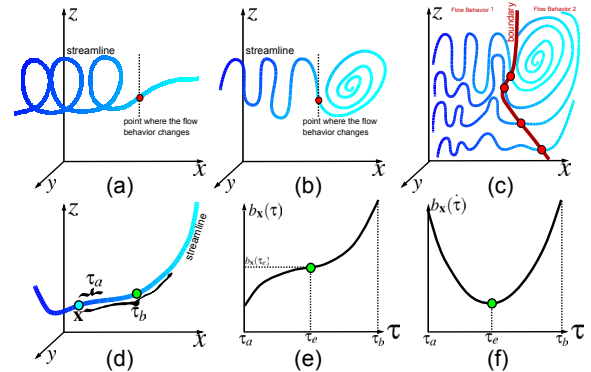 z
streamline
point where the flow
behavior changes
x
y
(a)
z
streamline
point where the flow
behavior changes
x
y
(b)
z
Flow Behavior 1
boundary
Flow Behavior 2
x
y
(c)
z
streamline
τa
x
τb
x
y
(d)
bx(τ)
bx(τe)
τa
τe
τb
τ
(e)
bx(τ̇)
τa
τe
τb
τ
(f)